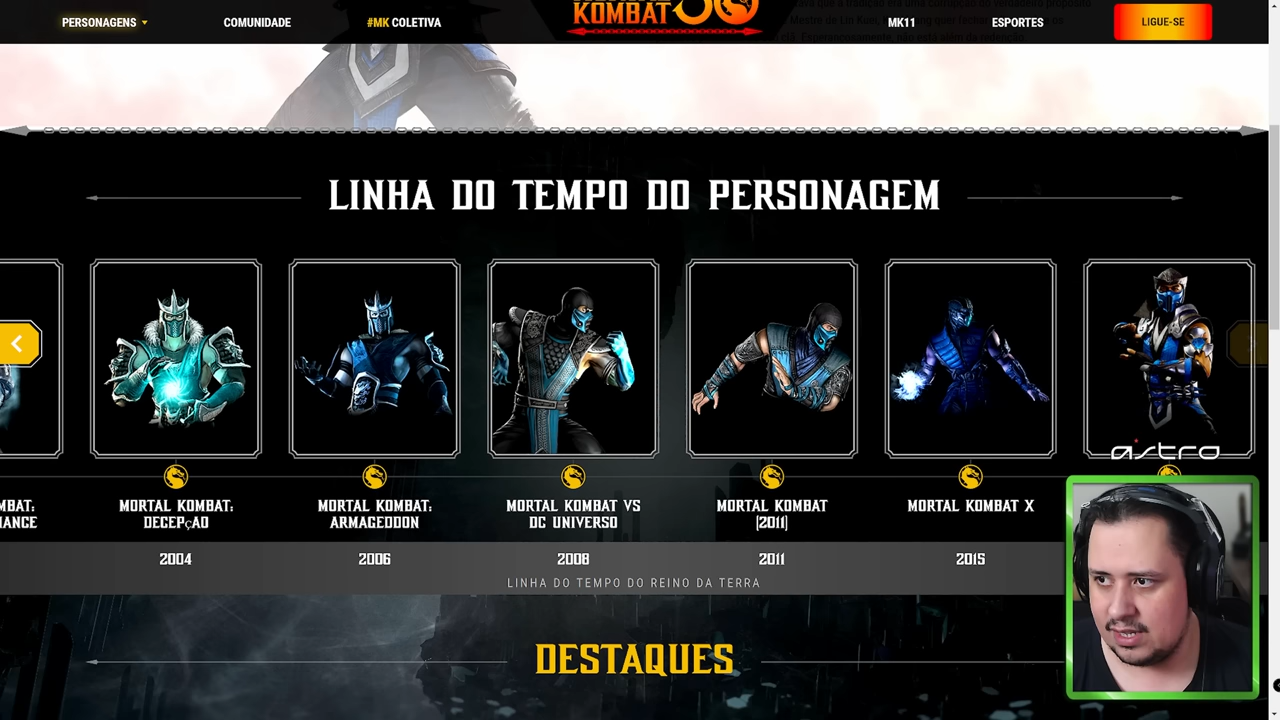 PERSONAGENS
COMUNIDADE
#MK COLETIVA
KOMBAT
MK11
ESPORTES
LIGUE-SE
LINHA DO TEMPO DO PERSONAGEM
astro
MORTAL KOMBAT:
DECEPçAO
MORTAL KOMBAT:
ARMAGEDDON
MORTAL KOMBAT VS
DC UNIVERSO
MORTAL KOMBAT
(2011)
MORTAL KOMBAT X
2004
2006
2008
2011
2015
LINHA DO TEMPO DO REINO DA TERRA
DESTAQUES